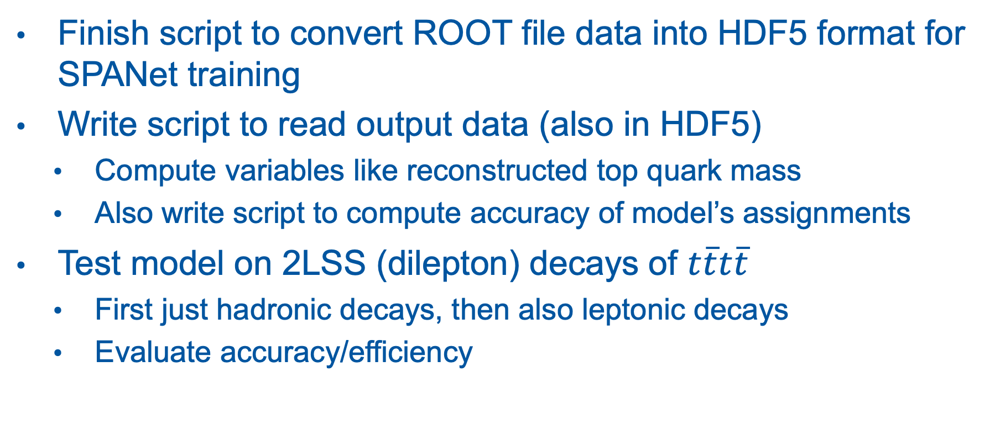 • Finish script to convert ROOT file data into HDF5 format for
SPANet training
• Write script to read output data (also in HDF5)
• Compute variables like reconstructed top quark mass
• Also write script to compute accuracy of model’s assignments
• Test model on 2LSS (dilepton) decays of tt̄tt̄
• First just hadronic decays, then also leptonic decays
• Evaluate accuracy/efficiency